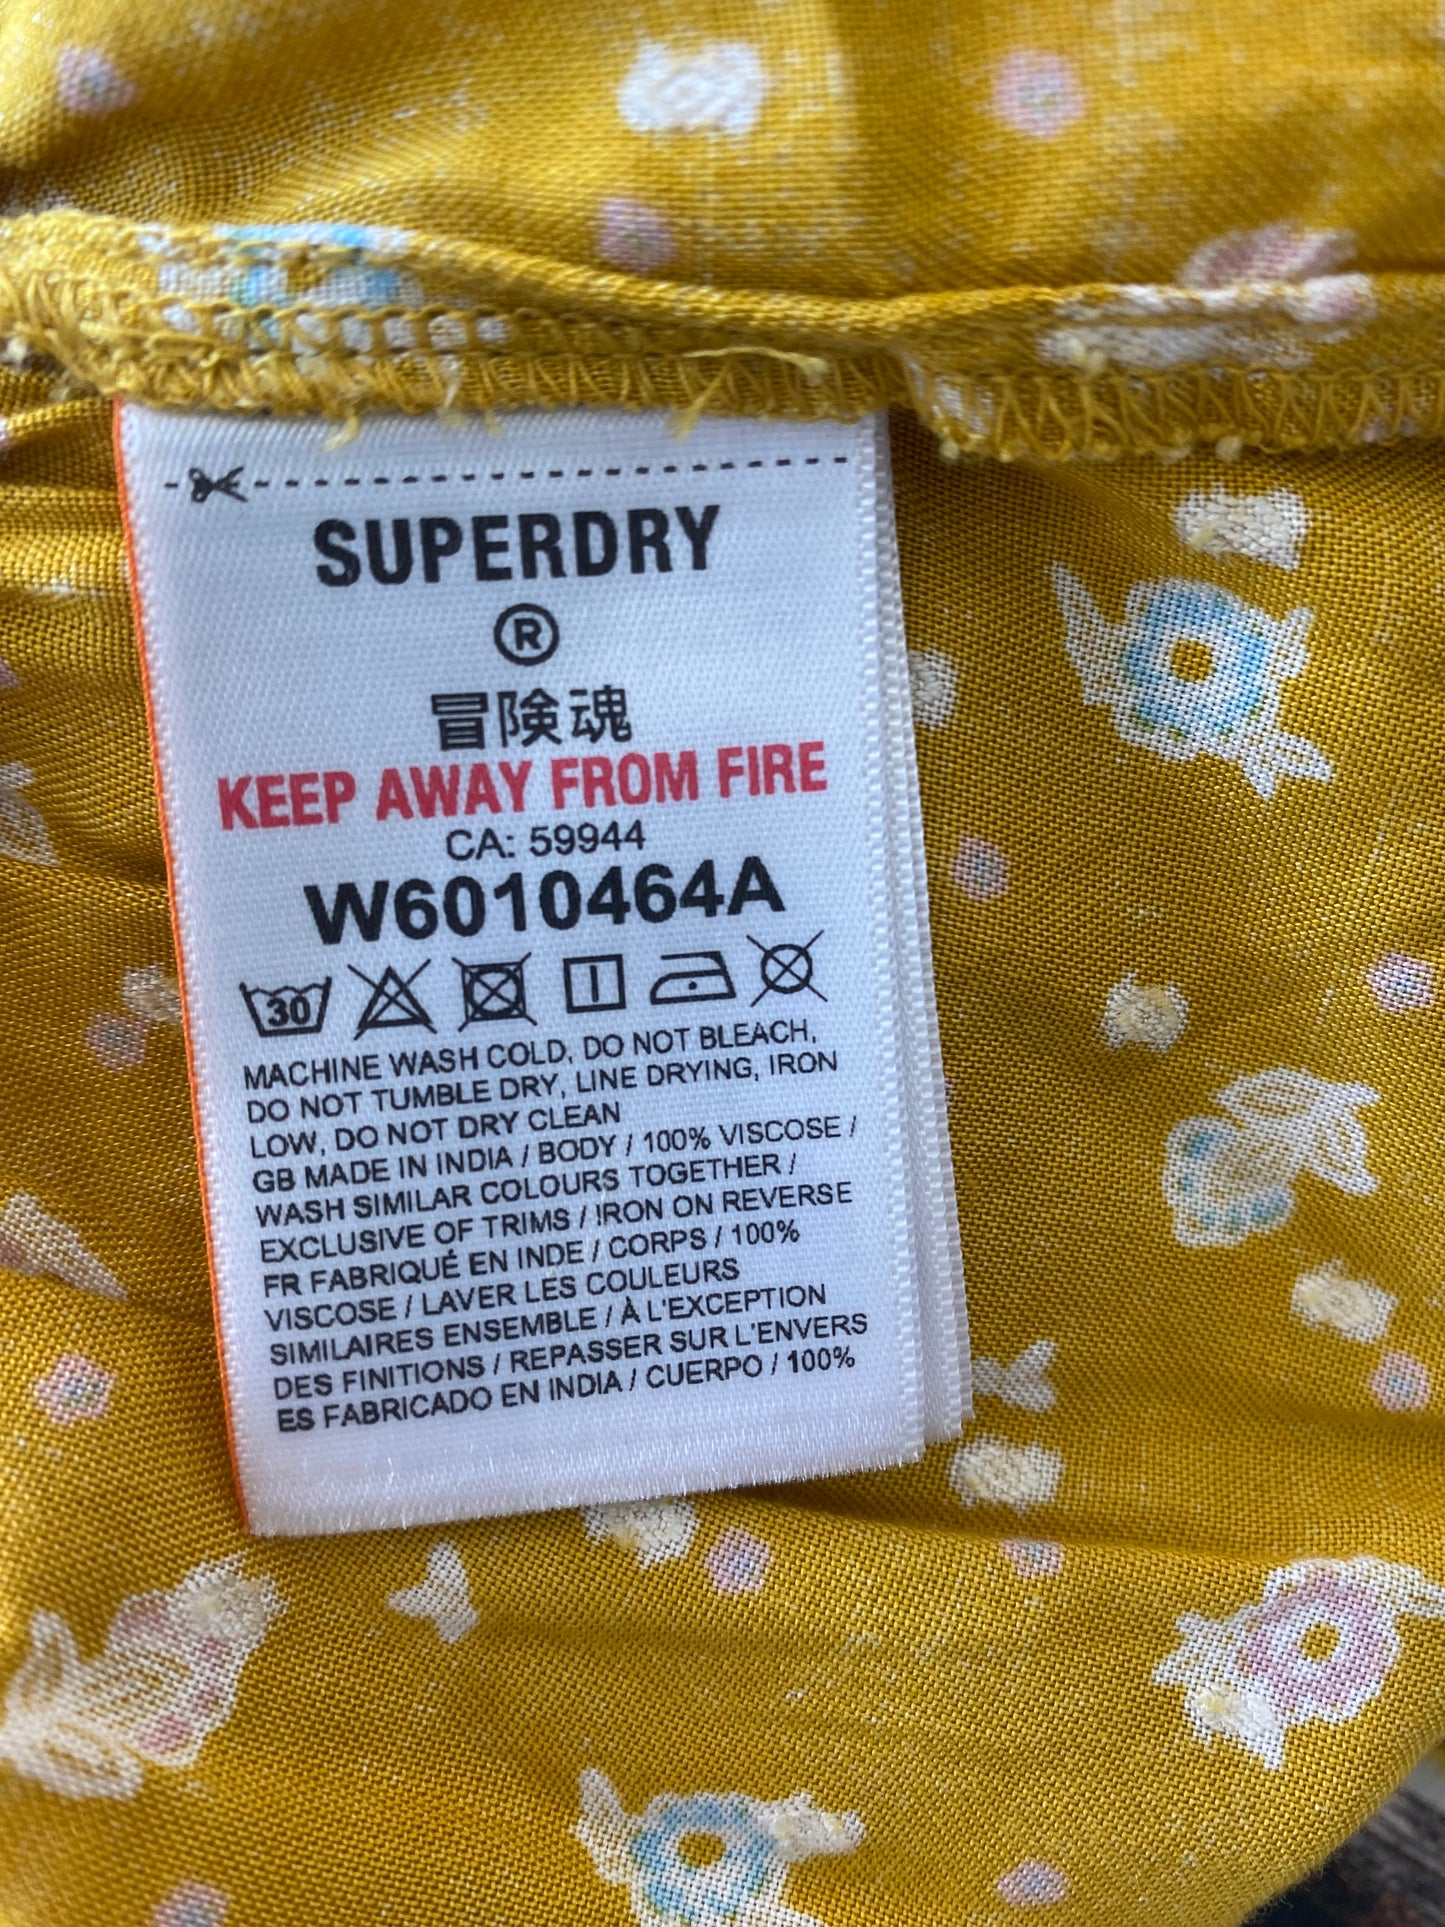 SUPERDRY
®
冒険魂
KEEP AWAY FROM FIRE
CA: 59944
W6010464A
30
MACHINE WASH COLD, DO NOT BLEACH,
DO NOT TUMBLE DRY, LINE DRYING, IRON
LOW, DO NOT DRY CLEAN
GB MADE IN INDIA / BODY / 100% VISCOSE /
WASH SIMILAR COLOURS TOGETHER /
EXCLUSIVE OF TRIMS / IRON ON REVERSE
FR FABRIQUÉ EN INDE / CORPS / 100%
VISCOSE / LAVER LES COULEURS
SIMILAIRES ENSEMBLE / À L'EXCEPTION
DES FINITIONS / REPASSER SUR L'ENVERS
ES FABRICADO EN INDIA / CUERPO / 100%